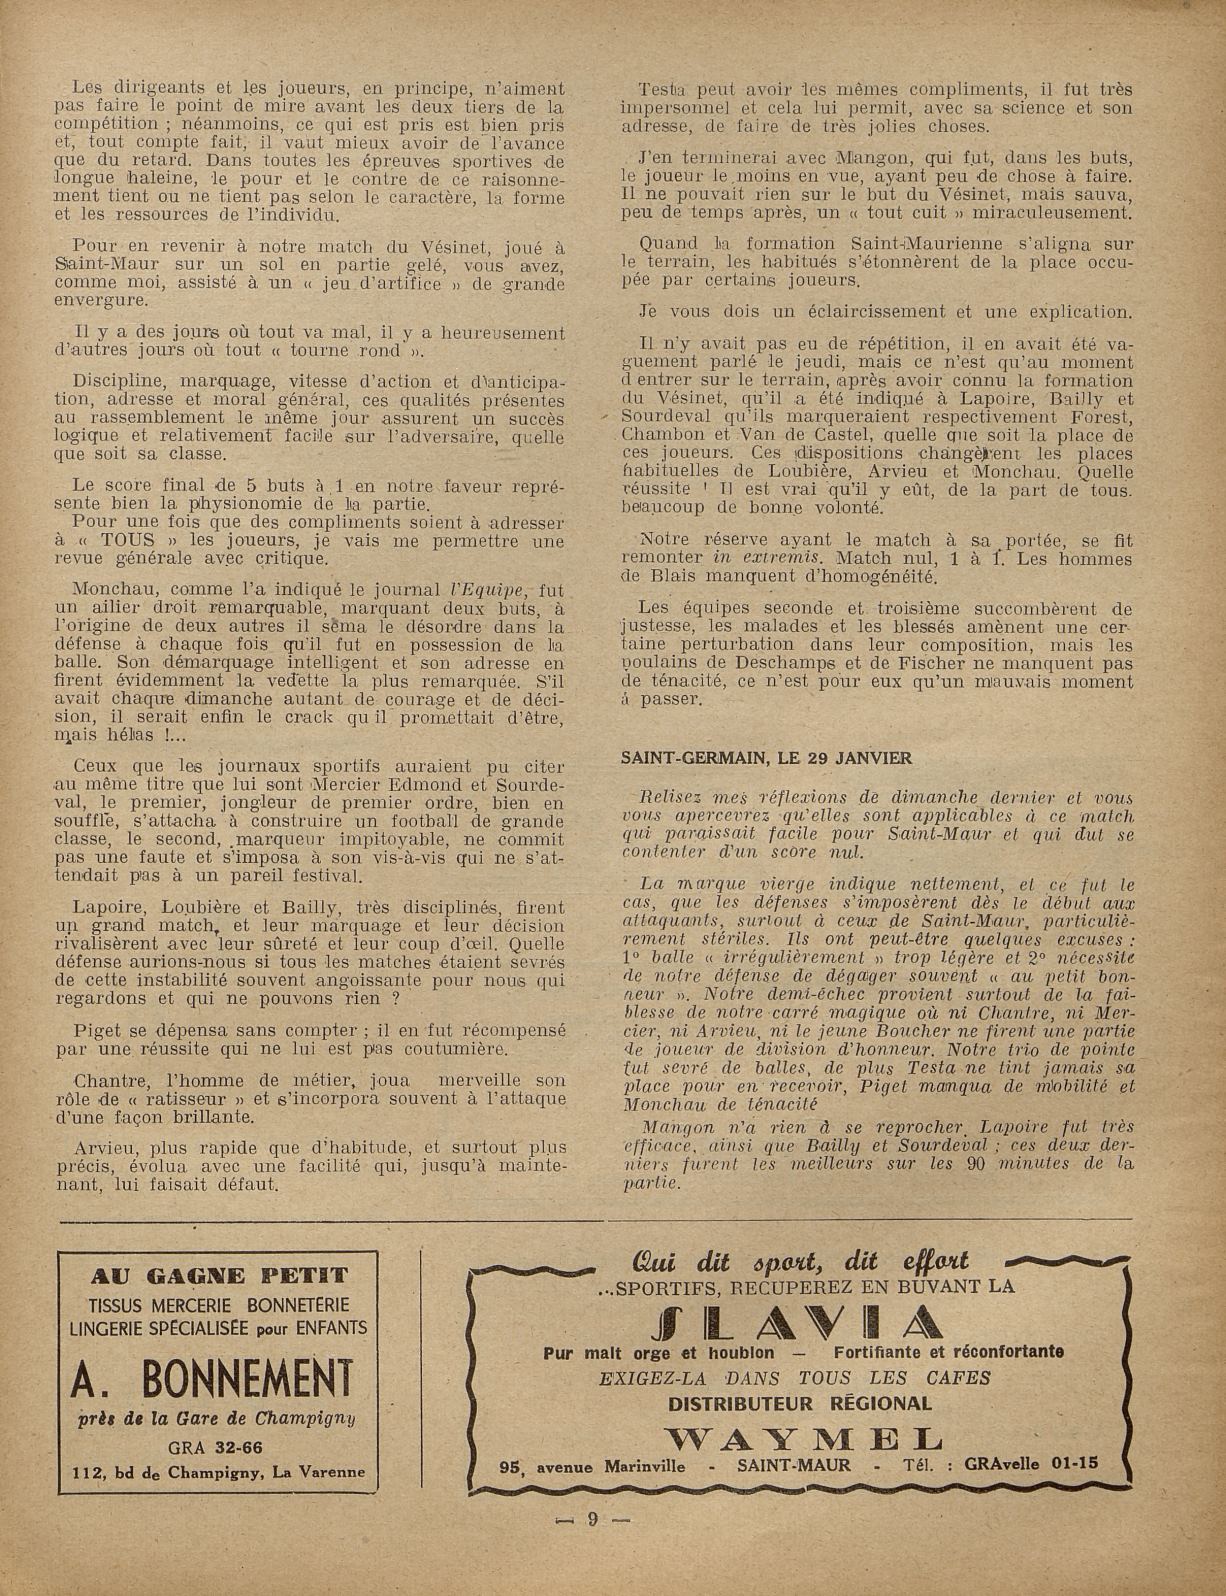 Les dirigeants et les joueurs, en principe, n'aiment
pas faire le point de mire avant les deux tiers de la
compétition ; néanmoins, ce qui est pris est bien pris
et, tout compte fait, il vaut mieux avoir de l'avance
que du retard. Dans toutes les épreuves sportives de
longue haleine, le pour et le contre de ce raisonne-
ment tient ou ne tient pas selon le caractère, la forme
et les ressources de l'individu.
Pour en revenir à notre match du Vésinet, joué à
Saint-Maur sur un sol en partie gelé, vous avez,
comme moi, assisté à un « jeu d'artifice » de grande
envergure.
Il y a des jours où tout va mal, il y a heureusement
d'autres jours où tout « tourne rond ».
Discipline, marquage, vitesse d'action et d'anticipa-
tion, adresse et moral général, ces qualités présentes
au rassemblement le même jour assurent un succès
logique et relativement facile sur l'adversaire, quelle
que soit sa classe.
Le score final de 5 buts à 1 en notre faveur repré-
sente bien la physionomie de la partie.
Pour une fois que des compliments soient à adresser
à « TOUS » les joueurs, je vais me permettre une
revue générale avec critique.
Monchau, comme l'a indiqué le journal l'Equipe, fut
un ailier droit remarquable, marquant deux buts, à
l'origine de deux autres il sema le désordre dans la
défense à chaque fois qu'il fut en possession de la
balle. Son démarquage intelligent et son adresse en
firent évidemment la vedette la plus remarquée. S'il
avait chaque dimanche autant de courage et de déci-
sion, il serait enfin le crack qu il promettait d'être,
mais hélas !...
Ceux que les journaux sportifs auraient pu citer
au même titre que lui sont Mercier Edmond et Sourde-
val, le premier, jongleur de premier ordre, bien en
souffle, s'attacha à construire un football de grande
classe, le second, marqueur impitoyable, ne commit
pas une faute et s'imposa à son vis-à-vis qui ne s'at-
tendait pas à un pareil festival.
Lapoire, Loubière et Bailly, très disciplinés, firent
un grand match, et leur marquage et leur décision
rivalisèrent avec leur sûreté et leur coup d'œil. Quelle
défense aurions-nous si tous les matches étaient sevrés
de cette instabilité souvent angoissante pour nous qui
regardons et qui ne pouvons rien ?
Piget se dépensa sans compter ; il en fut récompensé
par une réussite qui ne lui est pas coutumière.
Chantre, l'homme de métier, joua merveille son
rôle de « ratisseur » et s'incorpora souvent à l'attaque
d'une façon brillante.
Arvieu, plus rapide que d'habitude, et surtout plus
précis, évolua avec une facilité qui, jusqu'à mainte-
nant, lui faisait défaut.
Testa peut avoir les mêmes compliments, il fut très
impersonnel et cela lui permit, avec sa science et son
adresse, de faire de très jolies choses.
J'en terminerai avec Mangon, qui fut, dans les buts,
le joueur le moins en vue, ayant peu de chose à faire.
Il ne pouvait rien sur le but du Vésinet, mais sauva,
peu de temps après, un « tout cuit » miraculeusement.
Quand la formation Saint-Maurienne s'aligna sur
le terrain, les habitués s'étonnèrent de la place occu-
pée par certains joueurs.
Je vous dois un éclaircissement et une explication.
Il n'y avait pas eu de répétition, il en avait été va-
guement parlé le jeudi, mais ce n'est qu'au moment
d entrer sur le terrain, après avoir connu la formation
du Vésinet, qu'il a été indiqué à Lapoire, Bailly et
Sourdeval qu'ils marqueraient respectivement Forest,
Chambon et Van de Castel, quelle que soit la place de
ces joueurs. Ces dispositions changèrent les places
habituelles de Loubière, Arvieu et Monchau. Quelle
réussite ! Il est vrai qu'il y eût, de la part de tous.
beaucoup de bonne volonté.
Notre réserve ayant le match à sa portée, se fit
remonter in extremis. Match nul, 1 à 1. Les hommes
de Blais manquent d'homogénéité.
Les équipes seconde et troisième succombèrent de
justesse, les malades et les blessés amènent une cer-
taine perturbation dans leur composition, mais les
poulains de Deschamps et de Fischer ne manquent pas
de ténacité, ce n'est pour eux qu'un mauvais moment
à passer.
SAINT-GERMAIN, LE 29 JANVIER
Relisez mes réflexions de dimanche dernier et vous
vous apercevrez qu'elles sont applicables à ce match
qui paraissait facile pour Saint-Maur et qui dut se
contenter d'un score nul.
La marque vierge indique nettement, et ce fut le
cas, que les défenses s'imposèrent dès le début aux
attaquants, surtout à ceux de Saint-Maur, particuliè-
rement stériles. Ils ont peut-être quelques excuses :
1° balle « irrégulièrement » trop légère et 2° nécessité
de notre défense de dégager souvent « au petit bon-
neur ». Notre demi-échec provient surtout de la fai-
blesse de notre carré magique où ni Chantre, ni Mer-
cier, ni Arvieu, ni le jeune Boucher ne firent une partie
de joueur de division d'honneur. Notre trio de pointe
fut sevré de balles, de plus Testa ne tint jamais sa
place pour en recevoir, Piget manqua de mobilité et
Monchau de ténacité
Mangon n'a rien à se reprocher, Lapoire fut très
efficace, ainsi que Bailly et Sourdeval ; ces deux der-
niers furent les meilleurs sur les 90 minutes de la
partie.
AU GAGNE PETIT
TISSUS MERCERIE BONNETERIE
LINGERIE SPÉCIALISÉE pour ENFANTS
A. BONNEMENT
près de la Gare de Champigny
GRA 32-66
112, bd de Champigny, La Varenne
Qui dit sport, dit effort
...SPORTIFS, RECUPEREZ EN BUVANT LA
SLAVIA
Pur malt orge et houblon — Fortifiante et réconfortante
EXIGEZ-LA DANS TOUS LES CAFES
DISTRIBUTEUR RÉGIONAL
WAYMEL
95, avenue Marinville - SAINT-MAUR - Tél. : GRAvelle 01-15
— 9 —